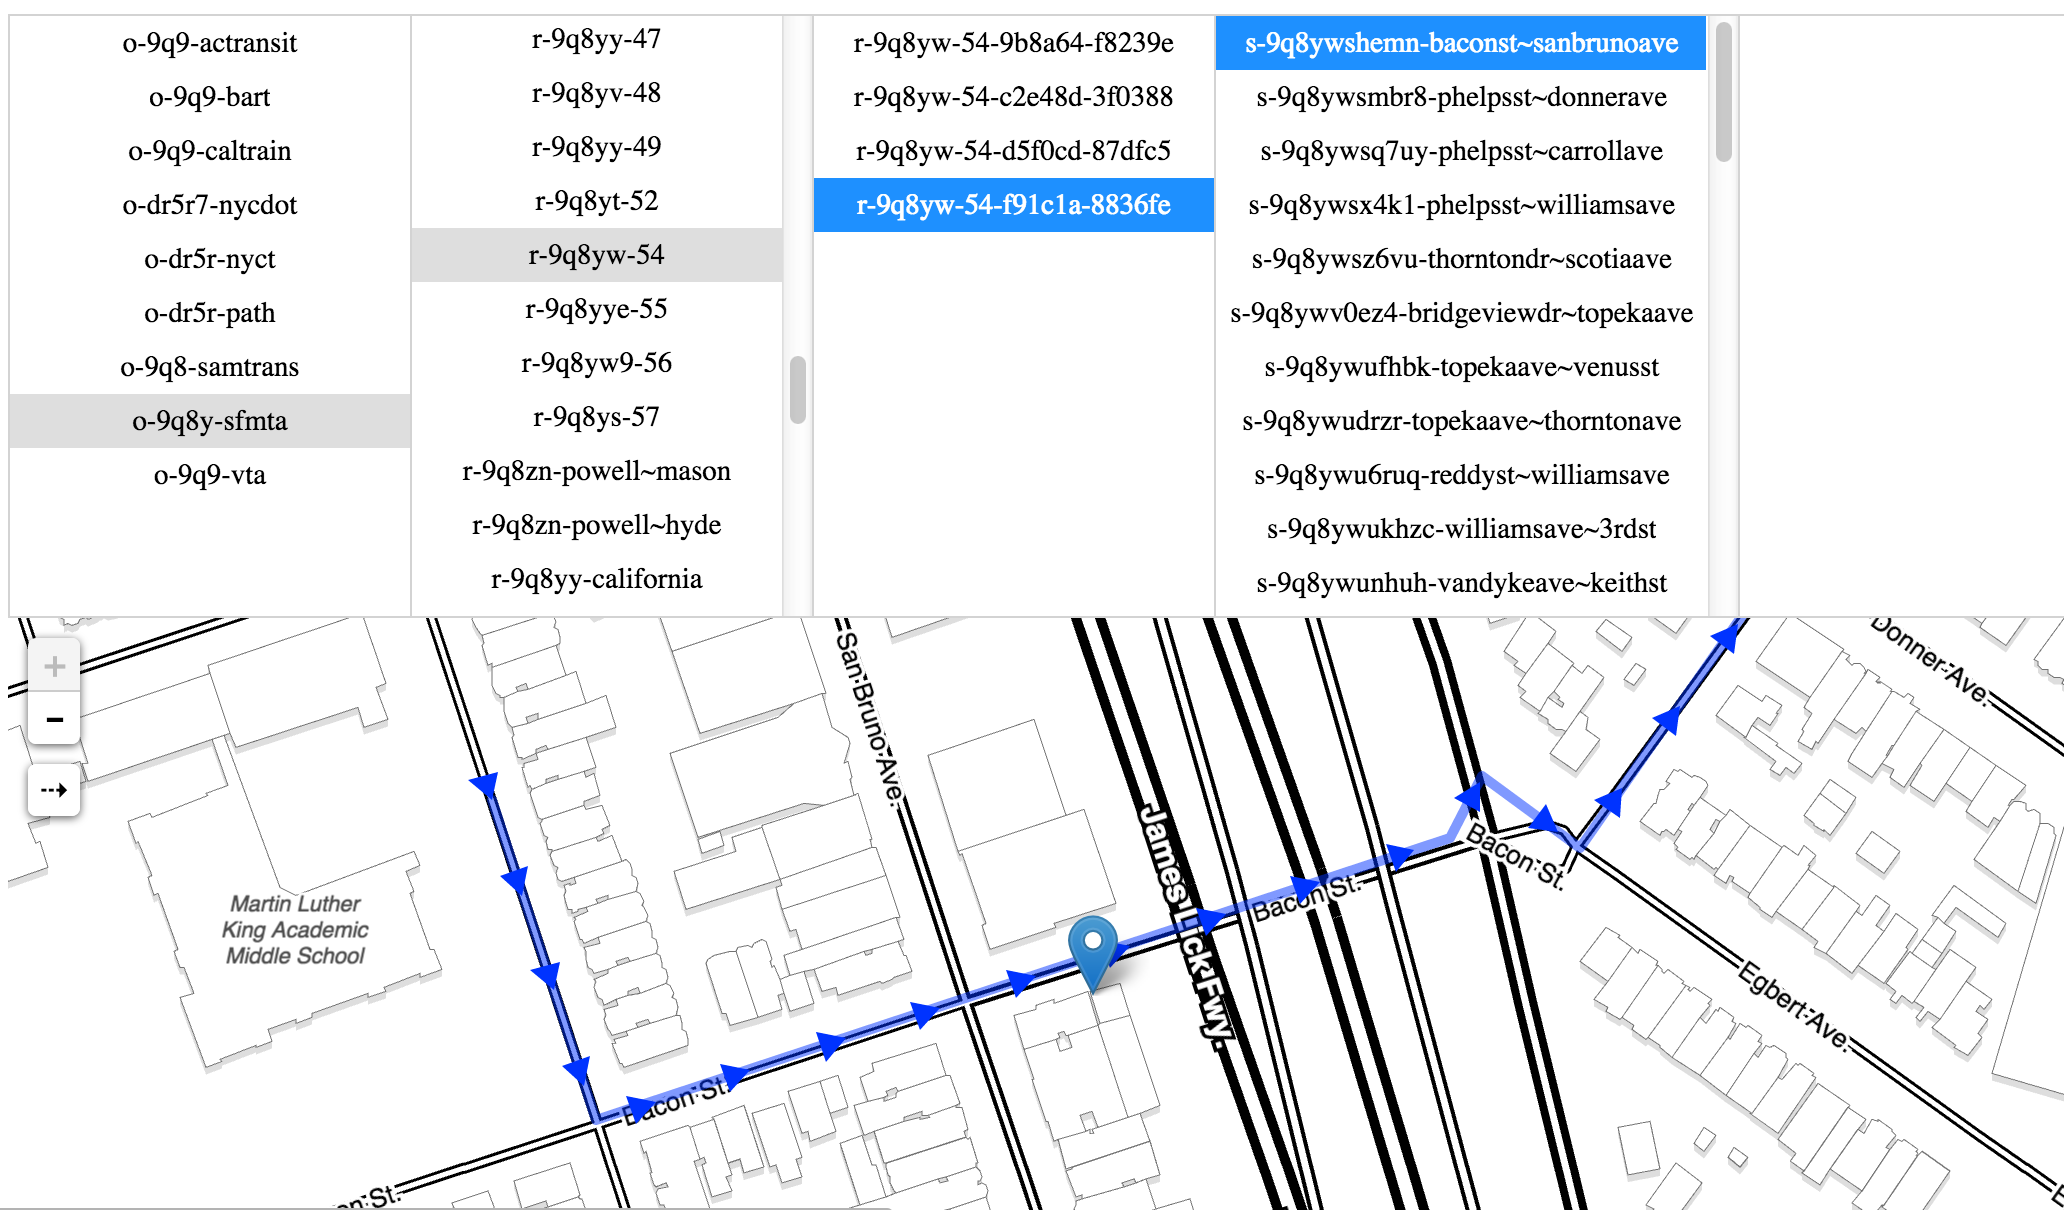 o-9q9-actransit
o-9q9-bart
o-9q9-caltrain
o-dr5r7-nycdot
o-dr5r-nyct
o-dr5r-path
o-9q8-samtrans
o-9q8y-sfmta
o-9q9-vta
r-9q8yy-47
r-9q8yv-48
r-9q8yy-49
r-9q8yt-52
r-9q8yw-54
r-9q8yye-55
r-9q8yw9-56
r-9q8ys-57
r-9q8zn-powell~mason
r-9q8zn-powell~hyde
r-9q8yy-california
r-9q8yw-54-9b8a64-f8239e
r-9q8yw-54-c2e48d-3f0388
r-9q8yw-54-d5f0cd-87dfc5
r-9q8yw-54-f91c1a-8836fe
s-9q8ywshemn-baconst~sanbrunoave
s-9q8ywsmbr8-phelpsst~donnerave
s-9q8ywsq7uy-phelpsst~carrollave
s-9q8ywsx4k1-phelpsst~williamsave
s-9q8ywsz6vu-thorntondr~scotiaave
s-9q8ywv0ez4-bridgeviewdr~topekaave
s-9q8ywufhbk-topekaave~venusst
s-9q8ywudrzr-topekaave~thorntonave
s-9q8ywu6ruq-reddyst~williamsave
s-9q8ywukhzc-williamsave~3rdst
s-9q8ywunhuh-vandykeave~keithst
+
-
San Bruno Ave.
Donner Ave.
James Lick Fwy.
Bacon St.
Bacon St.
Martin Luther
King Academic
Middle School
Egbert Ave.
Bacon St.
on St.